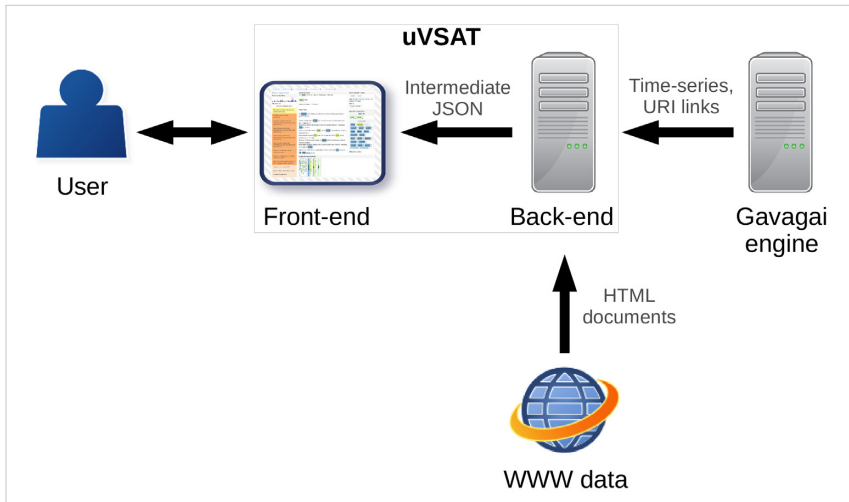 uVSAT
Intermediate
JSON
Time-series,
URI links
User
Front-end
Back-end
Gavagai
engine
HTML
documents
WWW data